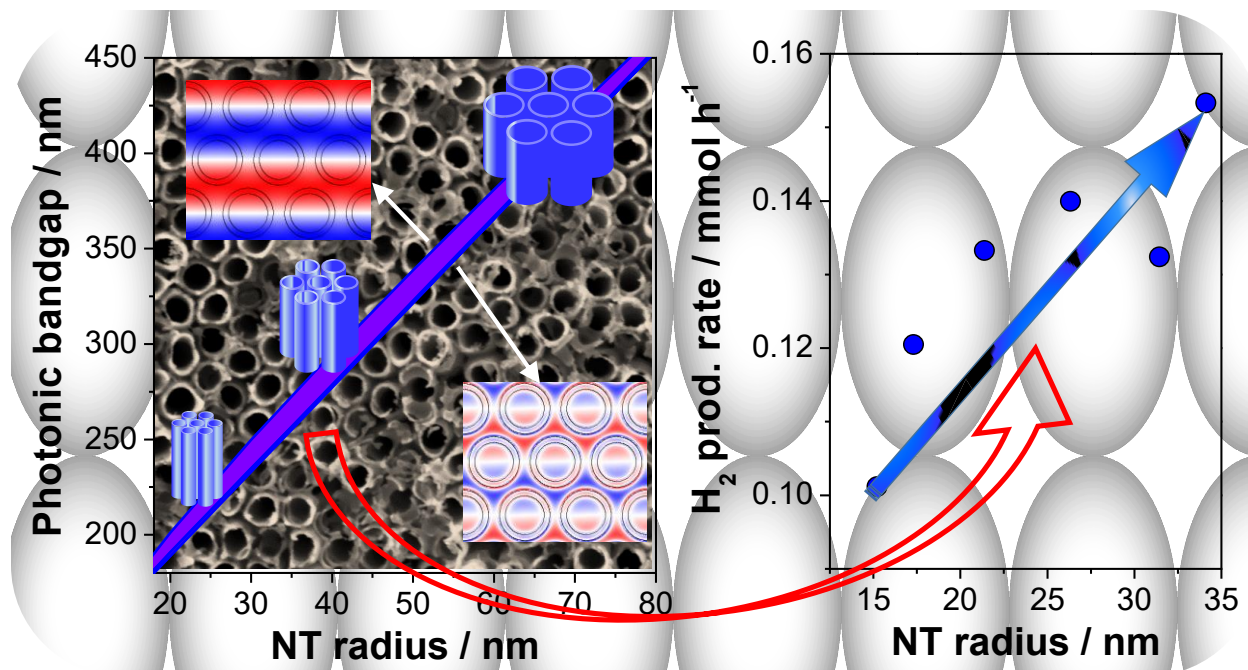 Photonic bandgap / nm
450
400
350
300
250
200
20 30 40 50 60 70 80
NT radius / nm
H₂ prod. rate / mmol h⁻¹
0.16
0.14
0.12
0.10
15 20 25 30 35
NT radius / nm